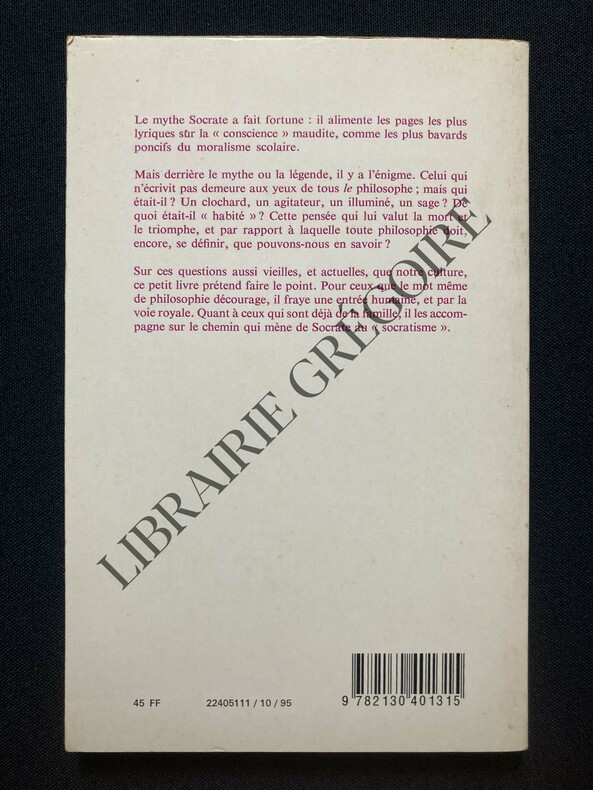 Le mythe Socrate a fait fortune : il alimente les pages les plus
lyriques sur la « conscience » maudite, comme les plus bavards
poncifs du moralisme scolaire.
Mais derrière le mythe ou la légende, il y a l'énigme. Celui qui
n'écrivit pas demeure aux yeux de tous le philosophe ; mais qui
était-il ? Un clochard, un agitateur, un illuminé, un sage ? De
quoi était-il « habité » ? Cette pensée qui lui valut la mort et
le triomphe, et par rapport à laquelle toute philosophie doit,
encore, se définir, que pouvons-nous en savoir ?
Sur ces questions aussi vieilles, et actuelles, que notre culture,
ce petit livre prétend faire le point. Pour ceux que le mot même
de philosophie décourage, il fraye une entrée humaine, et par la
voie royale. Quant à ceux qui sont déjà de la famille, il les accom-
pagne sur le chemin qui mène de Socrate au « socratisme ».
LIBRAIRIE GRÉGOIRE
45 FF 22405111 / 10 / 95
9 782130 401315